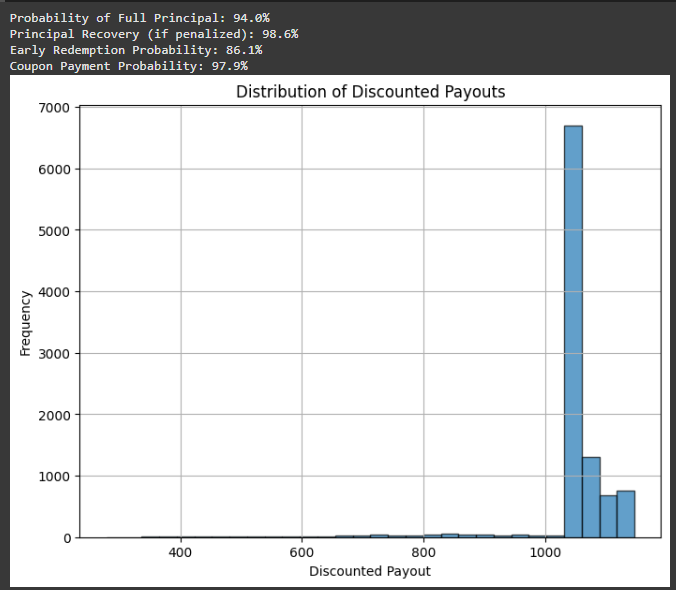 Probability of Full Principal: 94.0%
Principal Recovery (if penalized): 98.6%
Early Redemption Probability: 86.1%
Coupon Payment Probability: 97.9%
Distribution of Discounted Payouts
7000
6000
5000
4000
3000
2000
1000
0
Frequency
400 600 800 1000
Discounted Payout